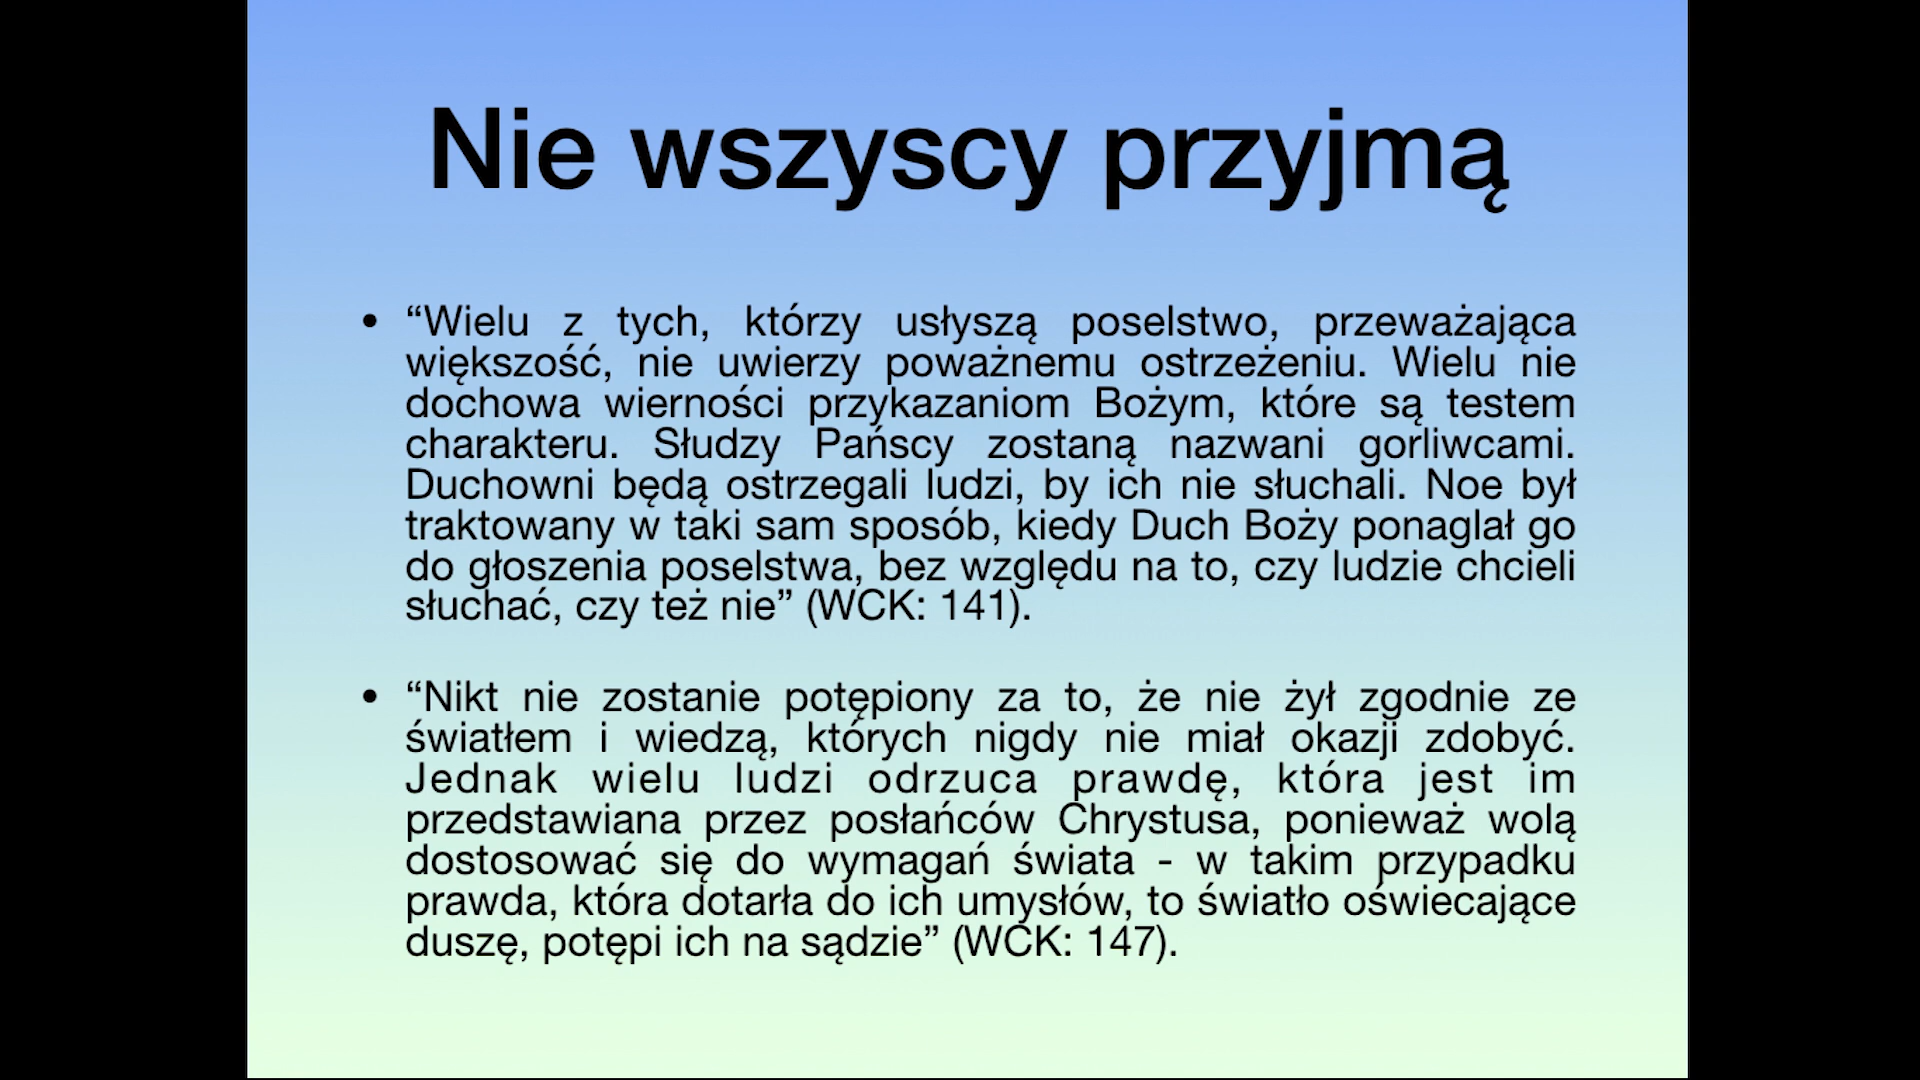 Nie wszyscy przyjmą
• “Wielu z tych, którzy usłyszą poselstwo, przeważająca
większość, nie uwierzy poważnemu ostrzeżeniu. Wielu nie
dochowa wierności przykazaniom Bożym, które są testem
charakteru. Słudzy Pańscy zostaną nazwani gorliwcami.
Duchowni będą ostrzegali ludzi, by ich nie słuchali. Noe był
traktowany w taki sam sposób, kiedy Duch Boży ponaglał go
do głoszenia poselstwa, bez względu na to, czy ludzie chcieli
słuchać, czy też nie” (WCK: 141).
• “Nikt nie zostanie potępiony za to, że nie żył zgodnie ze
światłem i wiedzą, których nigdy nie miał okazji zdobyć.
Jednak wielu ludzi odrzuca prawdę, która jest im
przedstawiana przez posłańców Chrystusa, ponieważ wolą
dostosować się do wymagań świata - w takim przypadku
prawda, która dotarła do ich umysłów, to światło oświecające
duszę, potępi ich na sądzie” (WCK: 147).